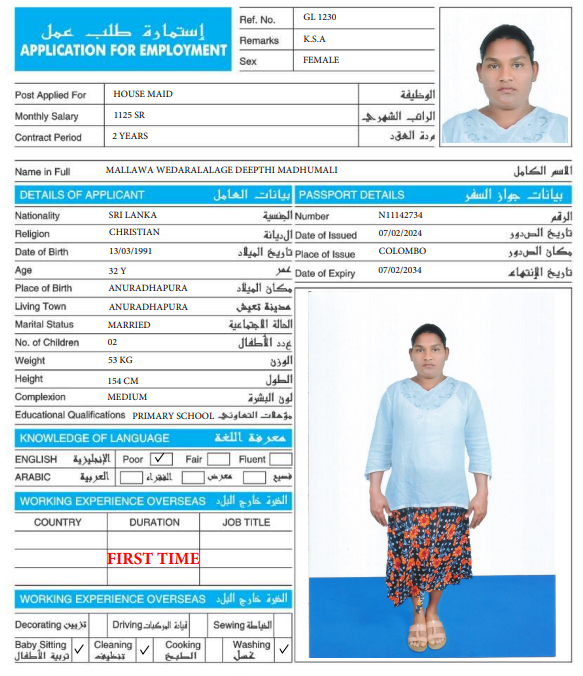 إستمارة طلب عمل
APPLICATION FOR EMPLOYMENT
Ref. No. GL 1230
Remarks K.S.A
Sex FEMALE
Post Applied For HOUSE MAID الوظيفة
Monthly Salary 1125 SR الراتب الشهري
Contract Period 2 YEARS مدة العقد
Name in Full MALLAWA WEDARALALAGE DEEPTHI MADHUMALI الاسم الكامل
DETAILS OF APPLICANT بيانات العامل
Nationality SRI LANKA الجنسية
Religion CHRISTIAN الديانة
Date of Birth 13/03/1991 تاريخ الميلاد
Age 32 Y عمر
Place of Birth ANURADHAPURA مكان الميلاد
Living Town ANURADHAPURA مدينة تعيش
Marital Status MARRIED الحالة الاجتماعية
No. of Children 02 عدد الأطفال
Weight 53 KG الوزن
Height 154 CM الطول
Complexion MEDIUM لون البشرة
Educational Qualifications PRIMARY SCHOOL مؤهلات
PASSPORT DETAILS بيانات جواز السفر
Number N11142734 الرقم
Date of Issued 07/02/2024 تاريخ الصدور
Place of Issue COLOMBO مكان الصدور
Date of Expiry 07/02/2034 تاريخ الإنتهاء
KNOWLEDGE OF LANGUAGE معرفة اللغة
ENGLISH الإنجليزية Poor ✓ Fair Fluent
ARABIC العربية الفقراء معرض فسيح
WORKING EXPERIENCE OVERSEAS الخبرة خارج البلد
COUNTRY DURATION JOB TITLE
FIRST TIME
WORKING EXPERIENCE OVERSEAS الخبرة خارج البلد
Decorating تزيين Driving قيادة المركبات Sewing الخياطة
Baby Sitting ✓ Cleaning ✓ Cooking Washing ✓
تربية الأطفال تنظيف الطبخ غسل